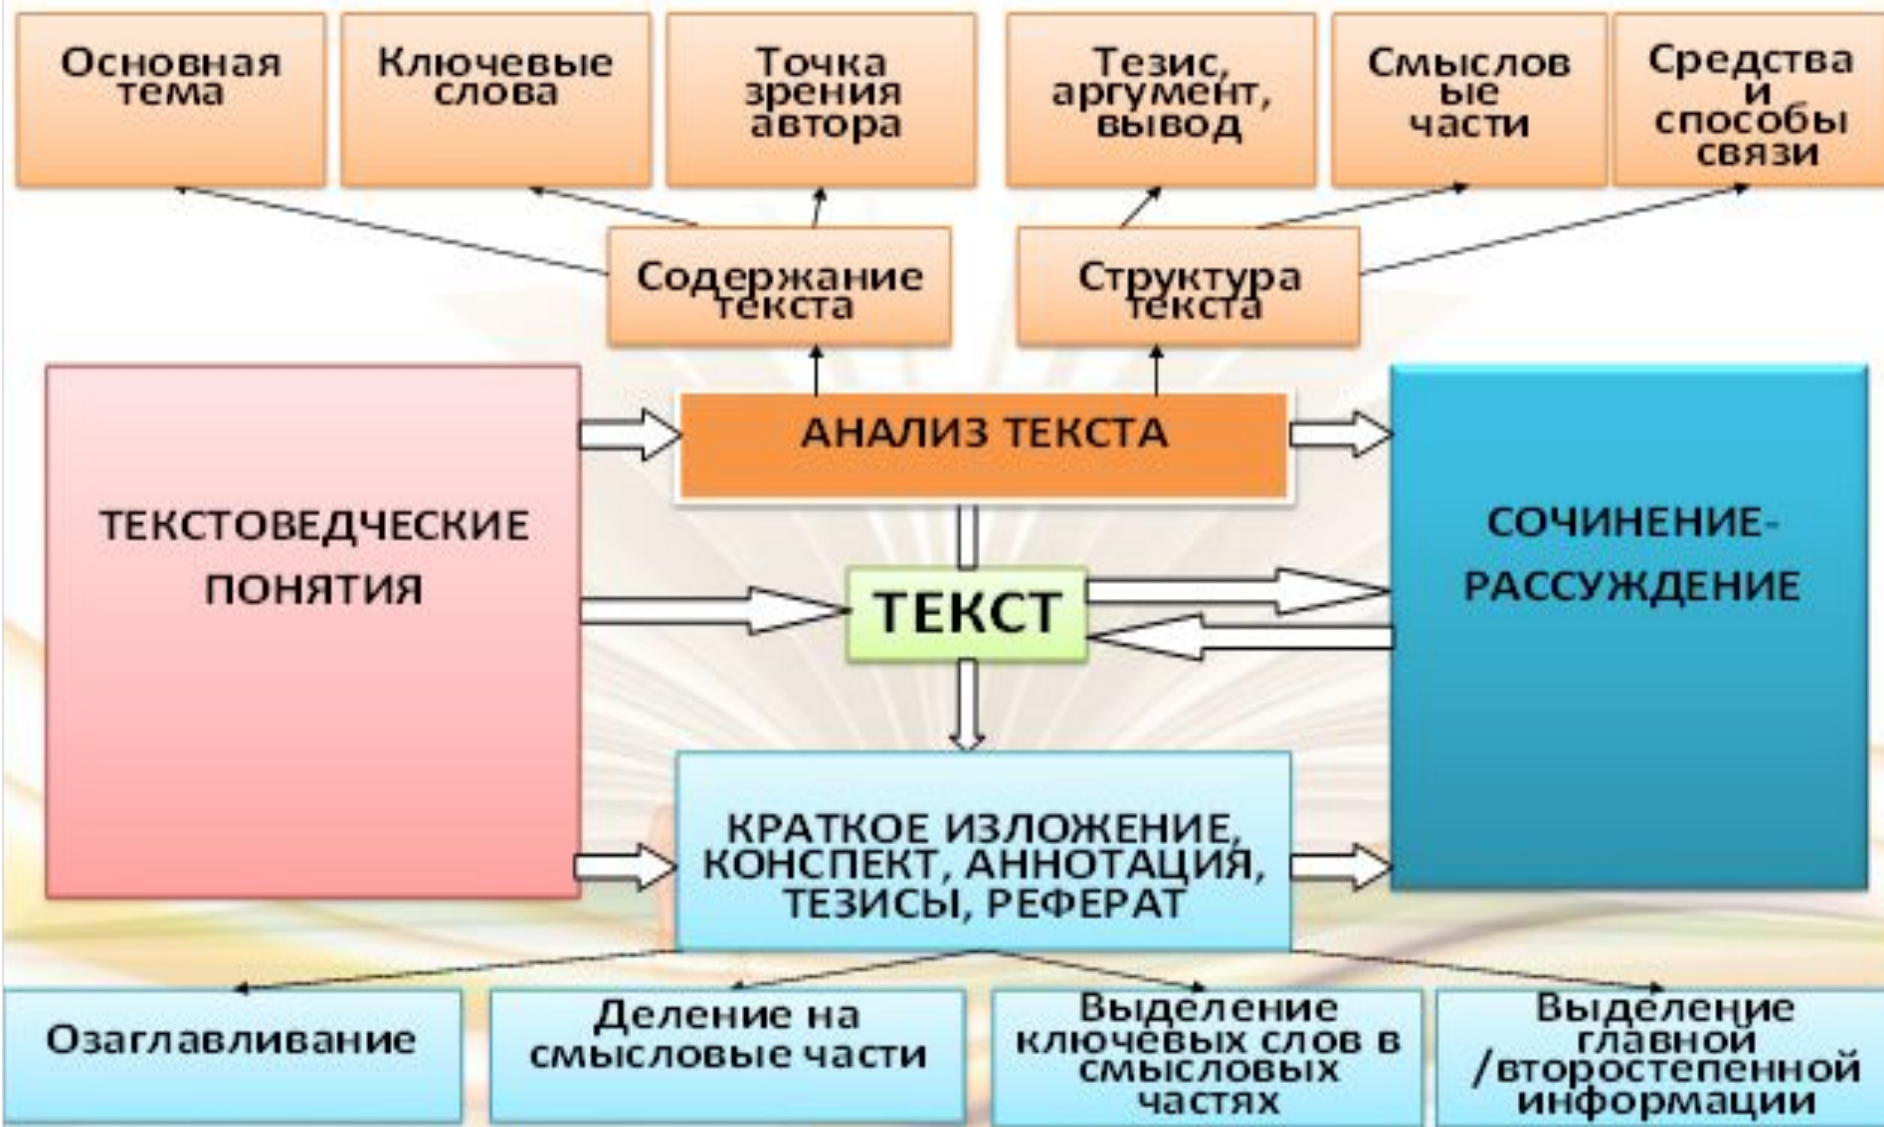 Основная
тема
Ключевые
слова
Точка
зрения
автора
Тезис,
аргумент,
вывод
Смыслов
ые
части
Средства
и
способы
связи
Содержание
текста
Структура
текста
АНАЛИЗ ТЕКСТА
ТЕКСТОВЕДЧЕСКИЕ
ПОНЯТИЯ
ТЕКСТ
СОЧИНЕНИЕ-
РАССУЖДЕНИЕ
КРАТКОЕ ИЗЛОЖЕНИЕ,
КОНСПЕКТ, АННОТАЦИЯ,
ТЕЗИСЫ, РЕФЕРАТ
Озаглавливание
Деление на
смысловые части
Выделение
ключевых слов в
смысловых
частях
Выделение
главной
/второстепенной
информации